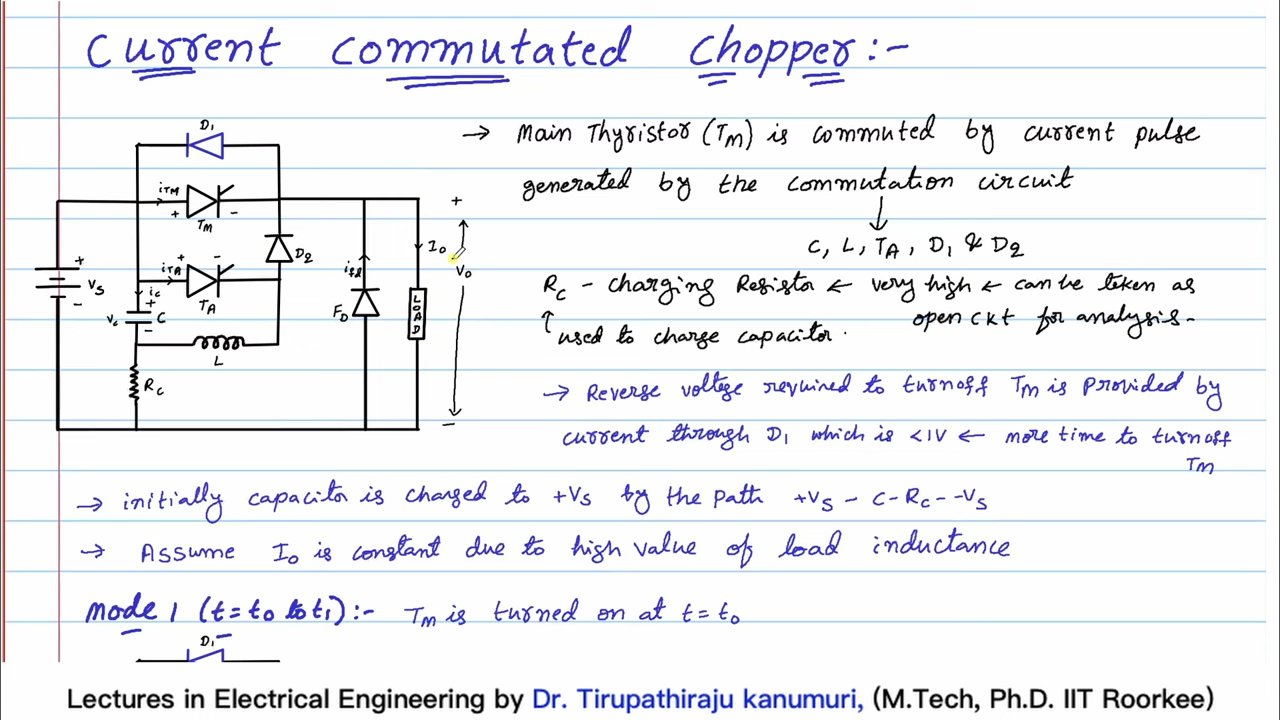 Current commutated Chopper:-
D1
iTM
+
-
TM
D2
iTA
+
-
TA
ic
+
-
Vc
C
L
Rc
+
Vs
-
ifd
FD
Io
LOAD
+
Vo
-
→ Main Thyristor (TM) is commuted by current pulse
generated by the commutation circuit
↓
C, L, TA, D1 & D2
Rc - charging Resistor ← very high ← can be taken as
open ckt for analysis.
↑ used to charge capacitor.
→ Reverse voltage required to turnoff TM is provided by
current through D1 which is <1V ← more time to turnoff
TM
→ initially capacitor is charged to +Vs by the path +Vs - C - Rc - -Vs
→ Assume Io is constant due to high value of load inductance
mode 1 (t = to to t1):- TM is turned on at t = to
D1
Lectures in Electrical Engineering by Dr. Tirupathiraju kanumuri, (M.Tech, Ph.D. IIT Roorkee)